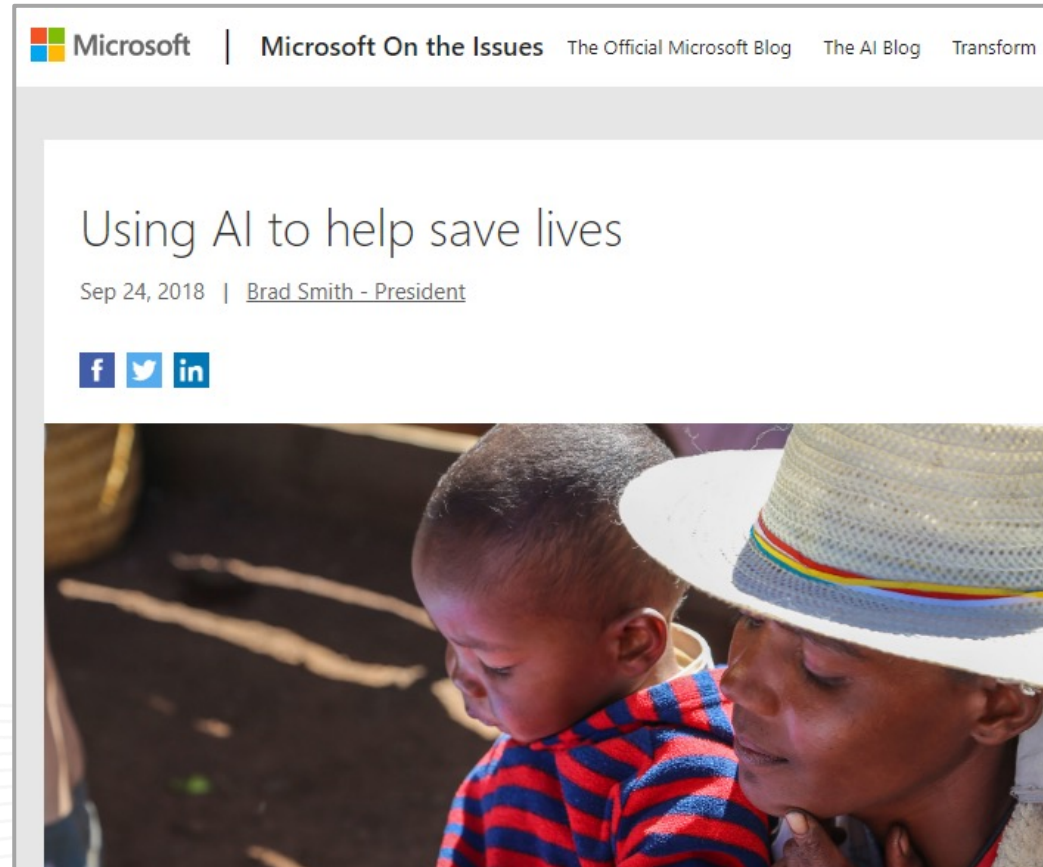 Microsoft | Microsoft On the Issues The Official Microsoft Blog The AI Blog Transform
Using AI to help save lives
Sep 24, 2018 | Brad Smith - President
f in